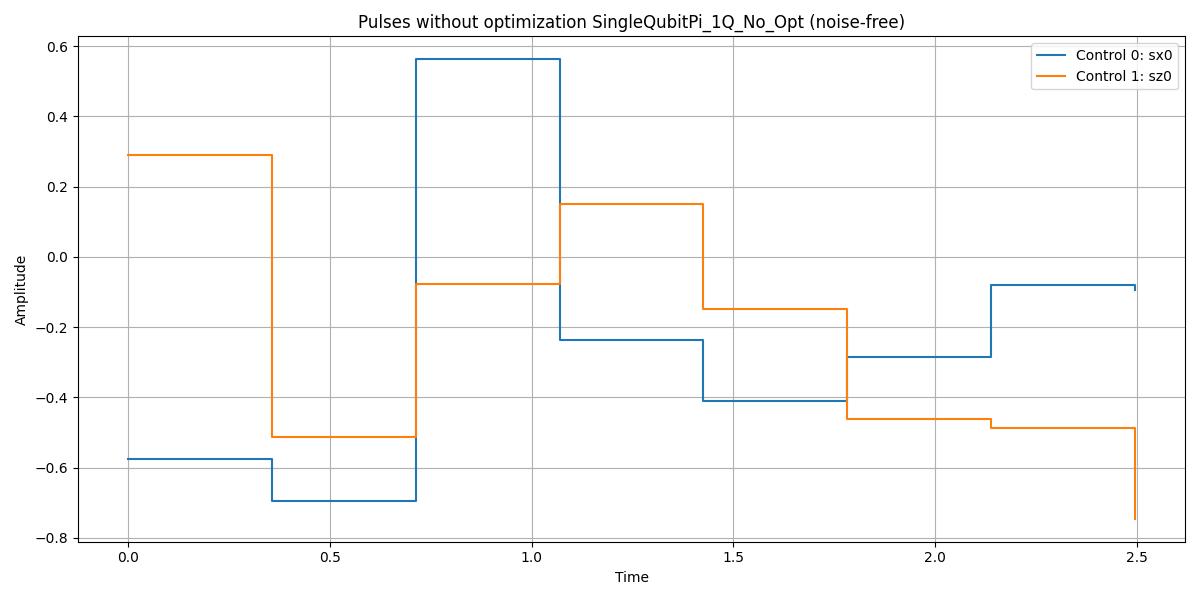 Pulses without optimization SingleQubitPi_1Q_No_Opt (noise-free)
Control 0: sx0
Control 1: sz0
Amplitude
0.6
0.4
0.2
0.0
−0.2
−0.4
−0.6
−0.8
0.0 0.5 1.0 1.5 2.0 2.5
Time